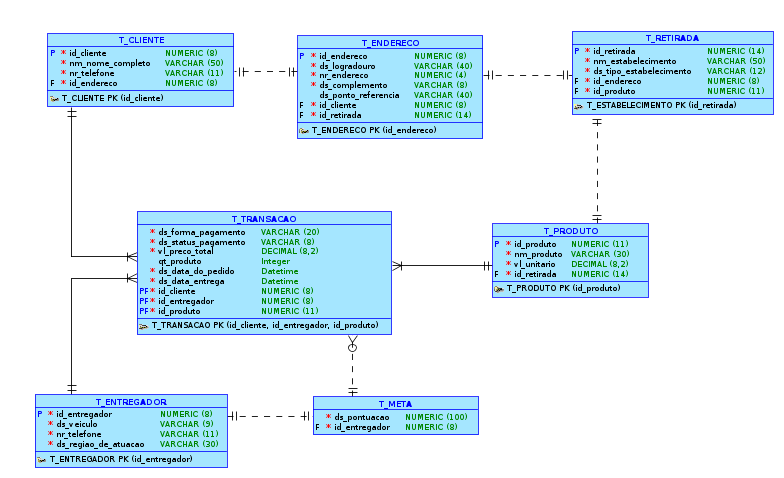 T_CLIENTE
P * id_cliente NUMERIC (8)
* nm_nome_completo VARCHAR (50)
* nr_telefone VARCHAR (11)
F * id_endereco NUMERIC (8)
T_CLIENTE PK (id_cliente)
T_ENDERECO
P * id_endereco NUMERIC (8)
* ds_logradouro VARCHAR (40)
* nr_endereco NUMERIC (4)
* ds_complemento VARCHAR (8)
ds_ponto_referencia VARCHAR (40)
F * id_cliente NUMERIC (8)
F * id_retirada NUMERIC (14)
T_ENDERECO PK (id_endereco)
T_RETIRADA
P * id_retirada NUMERIC (14)
* nm_estabelecimento VARCHAR (50)
* ds_tipo_estabelecimento VARCHAR (12)
F * id_endereco NUMERIC (8)
F * id_produto NUMERIC (11)
T_ESTABELECIMENTO PK (id_retirada)
T_TRANSACAO
* ds_forma_pagamento VARCHAR (20)
* ds_status_pagamento VARCHAR (8)
* vl_preco_total DECIMAL (8,2)
qt_produto Integer
* ds_data_do_pedido Datetime
* ds_data_entrega Datetime
PF * id_cliente NUMERIC (8)
PF * id_entregador NUMERIC (8)
PF * id_produto NUMERIC (11)
T_TRANSACAO PK (id_cliente, id_entregador, id_produto)
T_PRODUTO
P * id_produto NUMERIC (11)
* nm_produto VARCHAR (30)
* vl_unitario DECIMAL (8,2)
F * id_retirada NUMERIC (14)
T_PRODUTO PK (id_produto)
T_ENTREGADOR
P * id_entregador NUMERIC (8)
* ds_veiculo VARCHAR (9)
* nr_telefone VARCHAR (11)
* ds_regiao_de_atuacao VARCHAR (30)
T_ENTREGADOR PK (id_entregador)
T_META
* ds_pontuacao NUMERIC (100)
F * id_entregador NUMERIC (8)